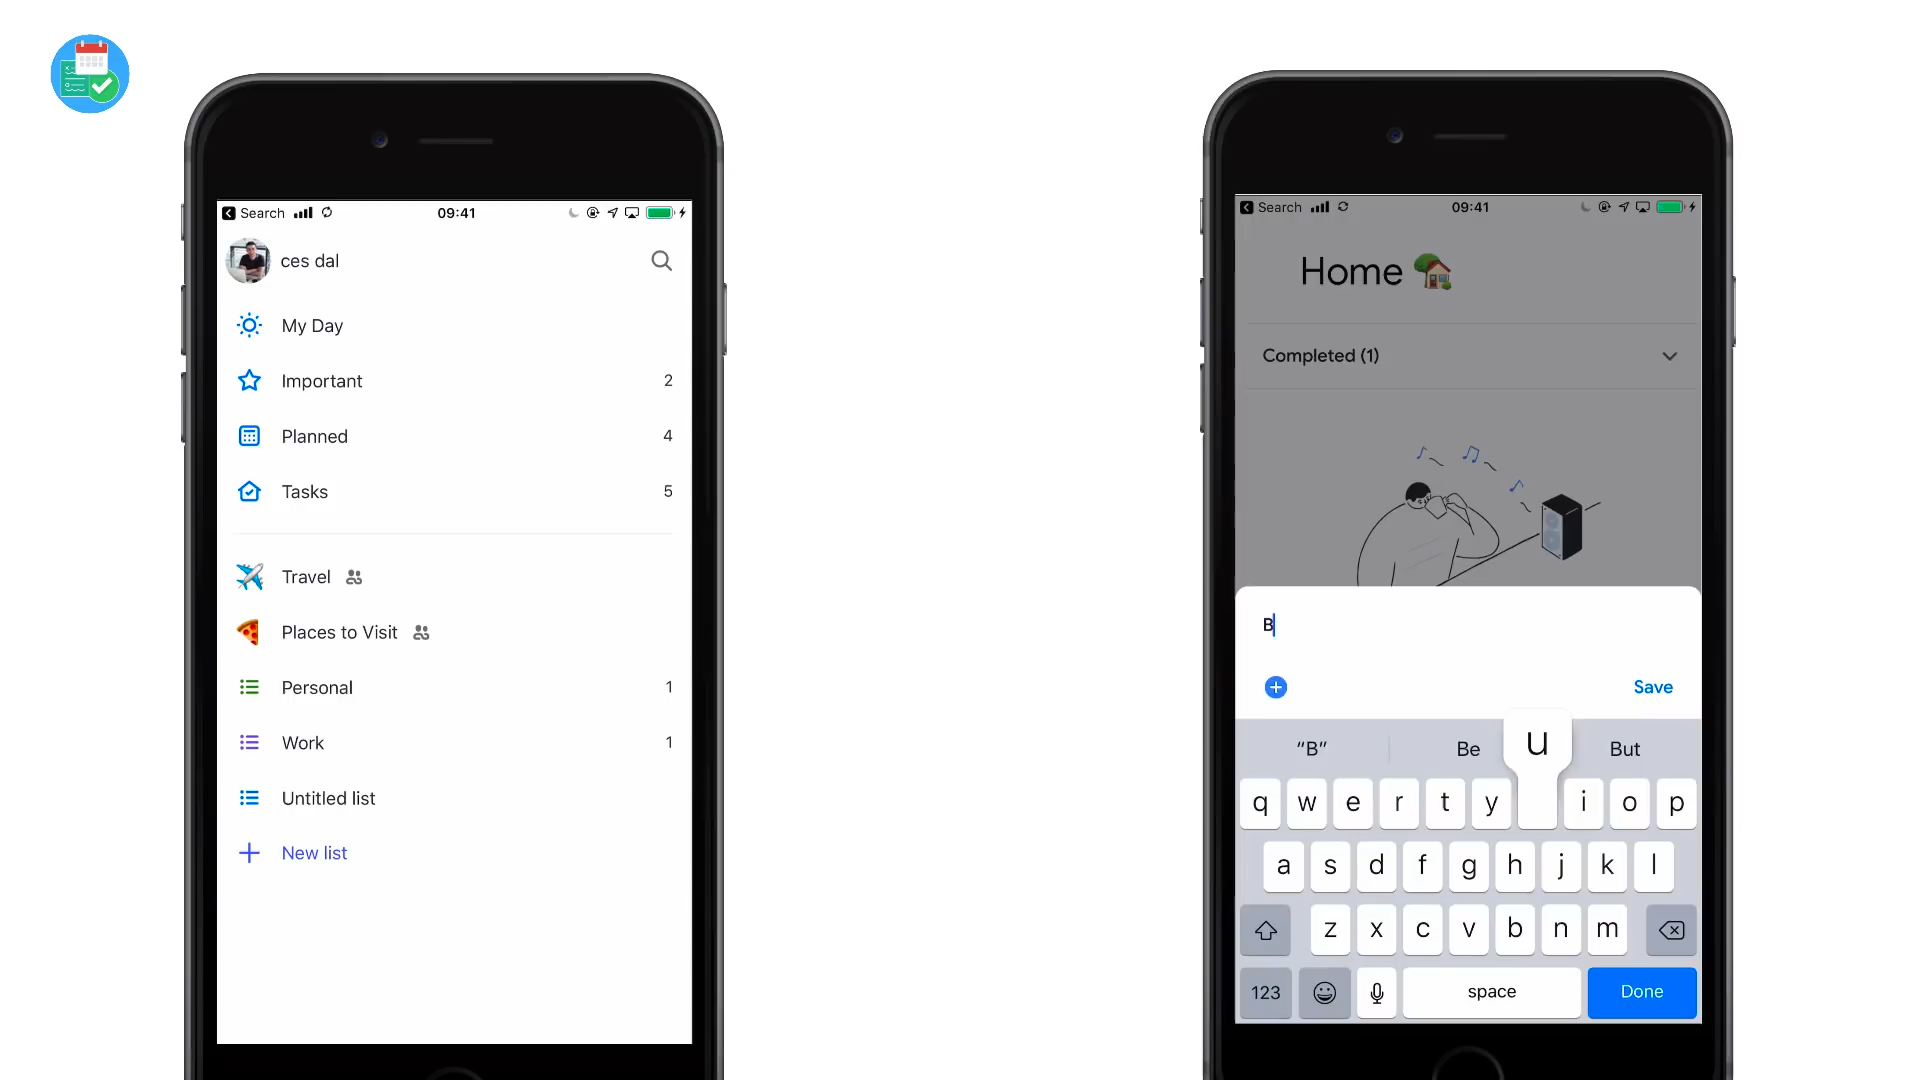 Search
09:41
ces dal
My Day
Important 2
Planned 4
Tasks 5
Travel
Places to Visit
Personal 1
Work 1
Untitled list
New list
Search
09:41
Home
Completed (1)
B
Save
“B” Be But
u
q w e r t y i o p
a s d f g h j k l
z x c v b n m
123 space Done